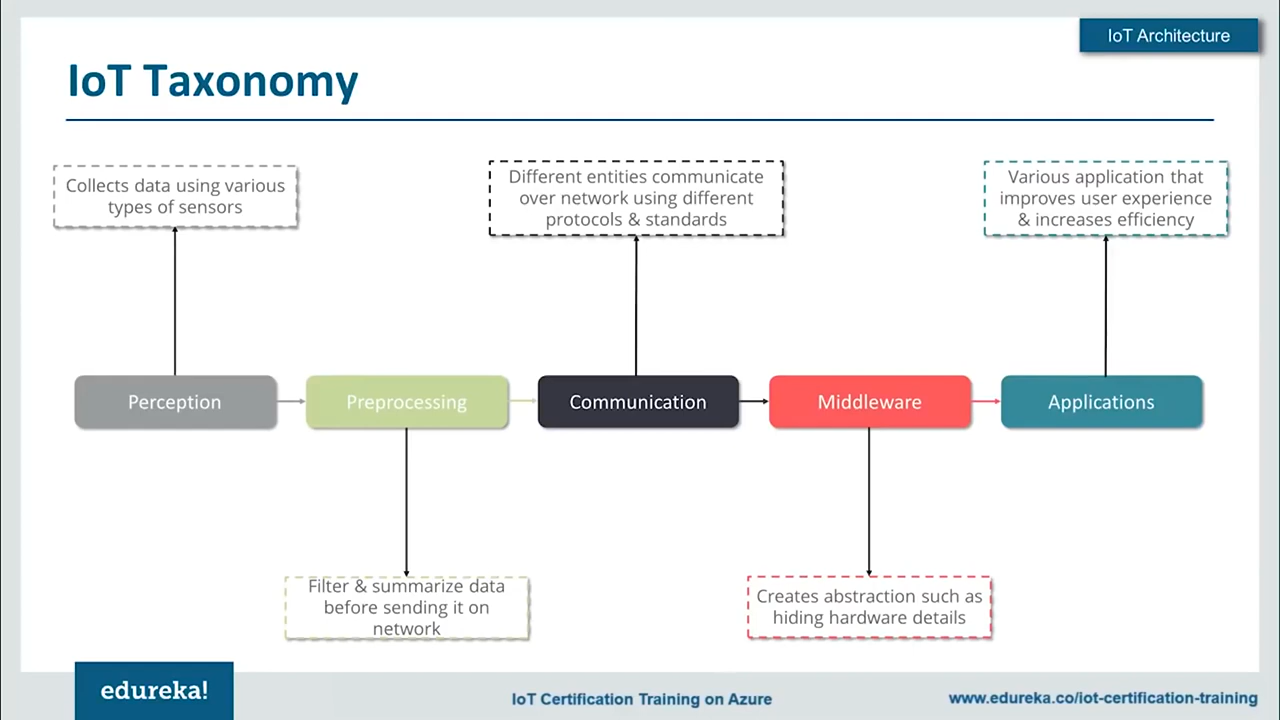 IoT Architecture
IoT Taxonomy
Collects data using various
types of sensors
Different entities communicate
over network using different
protocols & standards
Various application that
improves user experience
& increases efficiency
Perception
Preprocessing
Communication
Middleware
Applications
Filter & summarize data
before sending it on
network
Creates abstraction such as
hiding hardware details
edureka!
IoT Certification Training on Azure
www.edureka.co/iot-certification-training